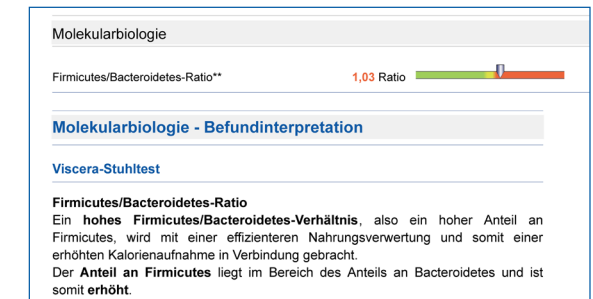 Molekularbiologie
Firmicutes/Bacteroidetes-Ratio** 1,03 Ratio
Molekularbiologie - Befundinterpretation
Viscera-Stuhltest
Firmicutes/Bacteroidetes-Ratio
Ein hohes Firmicutes/Bacteroidetes-Verhältnis, also ein hoher Anteil an
Firmicutes, wird mit einer effizienteren Nahrungsverwertung und somit einer
erhöhten Kalorienaufnahme in Verbindung gebracht.
Der Anteil an Firmicutes liegt im Bereich des Anteils an Bacteroidetes und ist
somit erhöht.